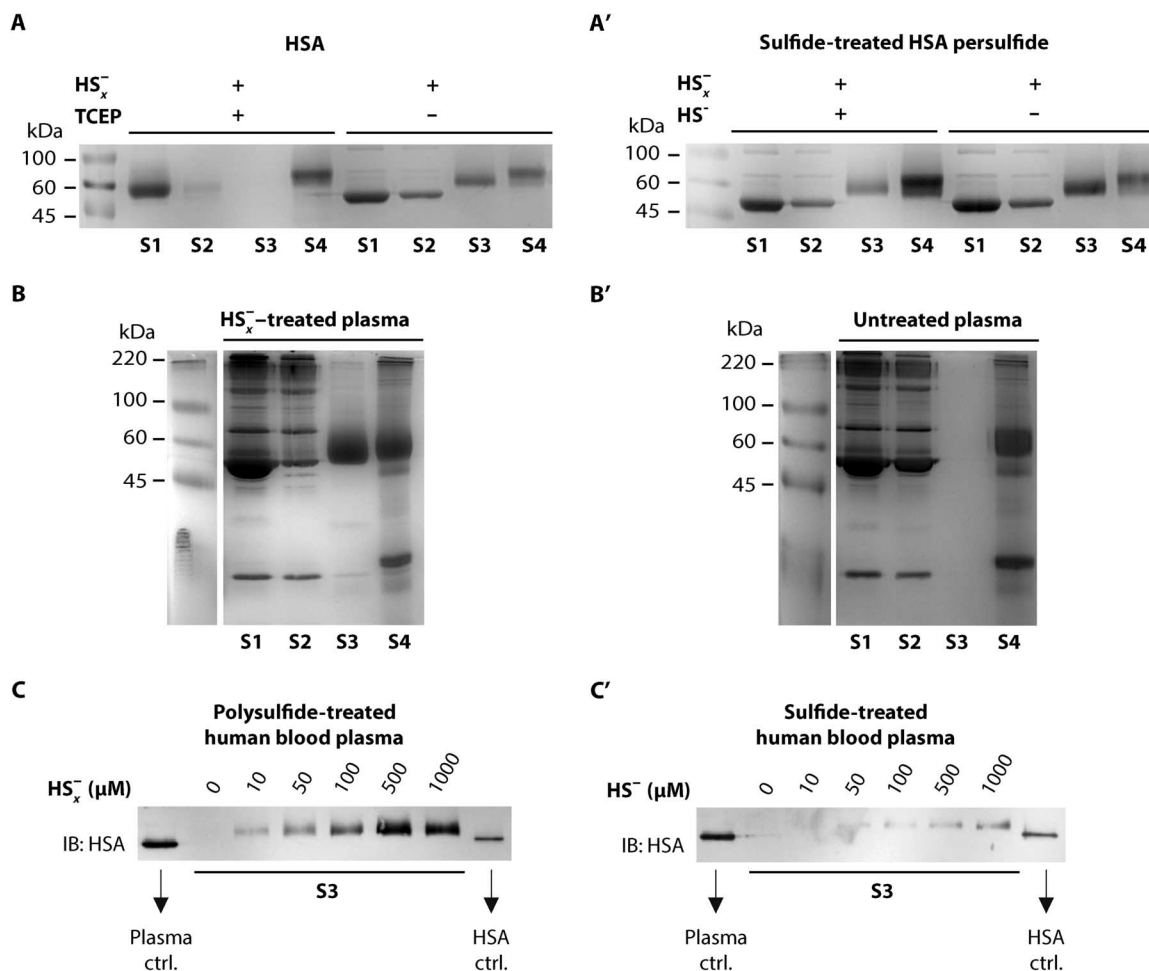 A
HSA
HSₓ⁻ + +
TCEP + −
kDa
100
60
45
S1 S2 S3 S4 S1 S2 S3 S4
A′
Sulfide-treated HSA persulfide
HSₓ⁻ + +
HS⁻ + −
kDa
100
60
45
S1 S2 S3 S4 S1 S2 S3 S4
B
HSₓ⁻–treated plasma
kDa
220
100
60
45
S1 S2 S3 S4
B′
Untreated plasma
kDa
220
100
60
45
S1 S2 S3 S4
C
Polysulfide-treated
human blood plasma
HSₓ⁻ (µM) 0 10 50 100 500 1000
IB: HSA
S3
Plasma
ctrl.
HSA
ctrl.
C′
Sulfide-treated
human blood plasma
HS⁻ (µM) 0 10 50 100 500 1000
IB: HSA
S3
Plasma
ctrl.
HSA
ctrl.